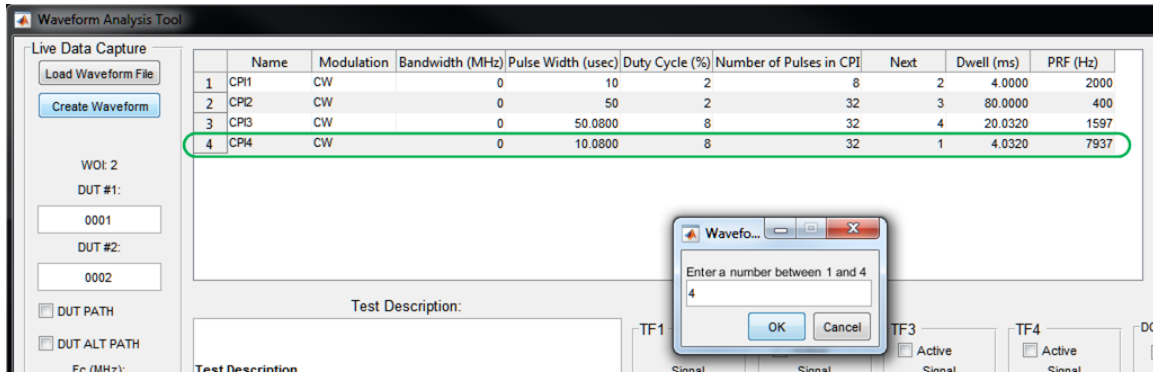 Waveform Analysis Tool
Live Data Capture
Load Waveform File
Create Waveform
WOI: 2
DUT #1:
0001
DUT #2:
0002
DUT PATH
DUT ALT PATH
Fc (MHz):
Name Modulation Bandwidth (MHz) Pulse Width (usec) Duty Cycle (%) Number of Pulses in CPI Next Dwell (ms) PRF (Hz)
1 CPI1 CW 0 10 2 8 2 4.0000 2000
2 CPI2 CW 0 50 2 32 3 80.0000 400
3 CPI3 CW 0 50.0800 8 32 4 20.0320 1597
4 CPI4 CW 0 10.0800 8 32 1 4.0320 7937
Wavefo...
Enter a number between 1 and 4
4
OK Cancel
Test Description:
Test Description
TF1
Signal
Signal
TF3
Active
Signal
TF4
Active
Signal